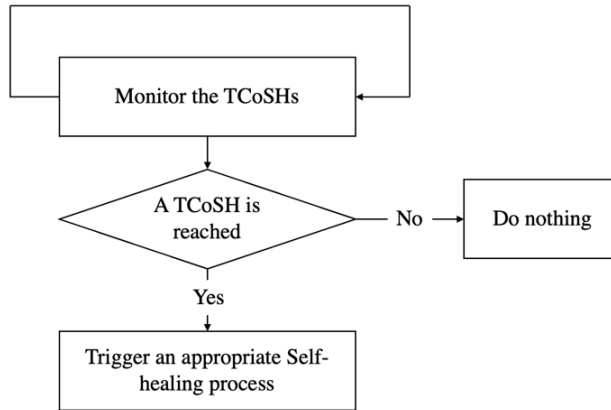 Monitor the TCoSHs
A TCoSH is
reached
No
Do nothing
Yes
Trigger an appropriate Self-
healing process